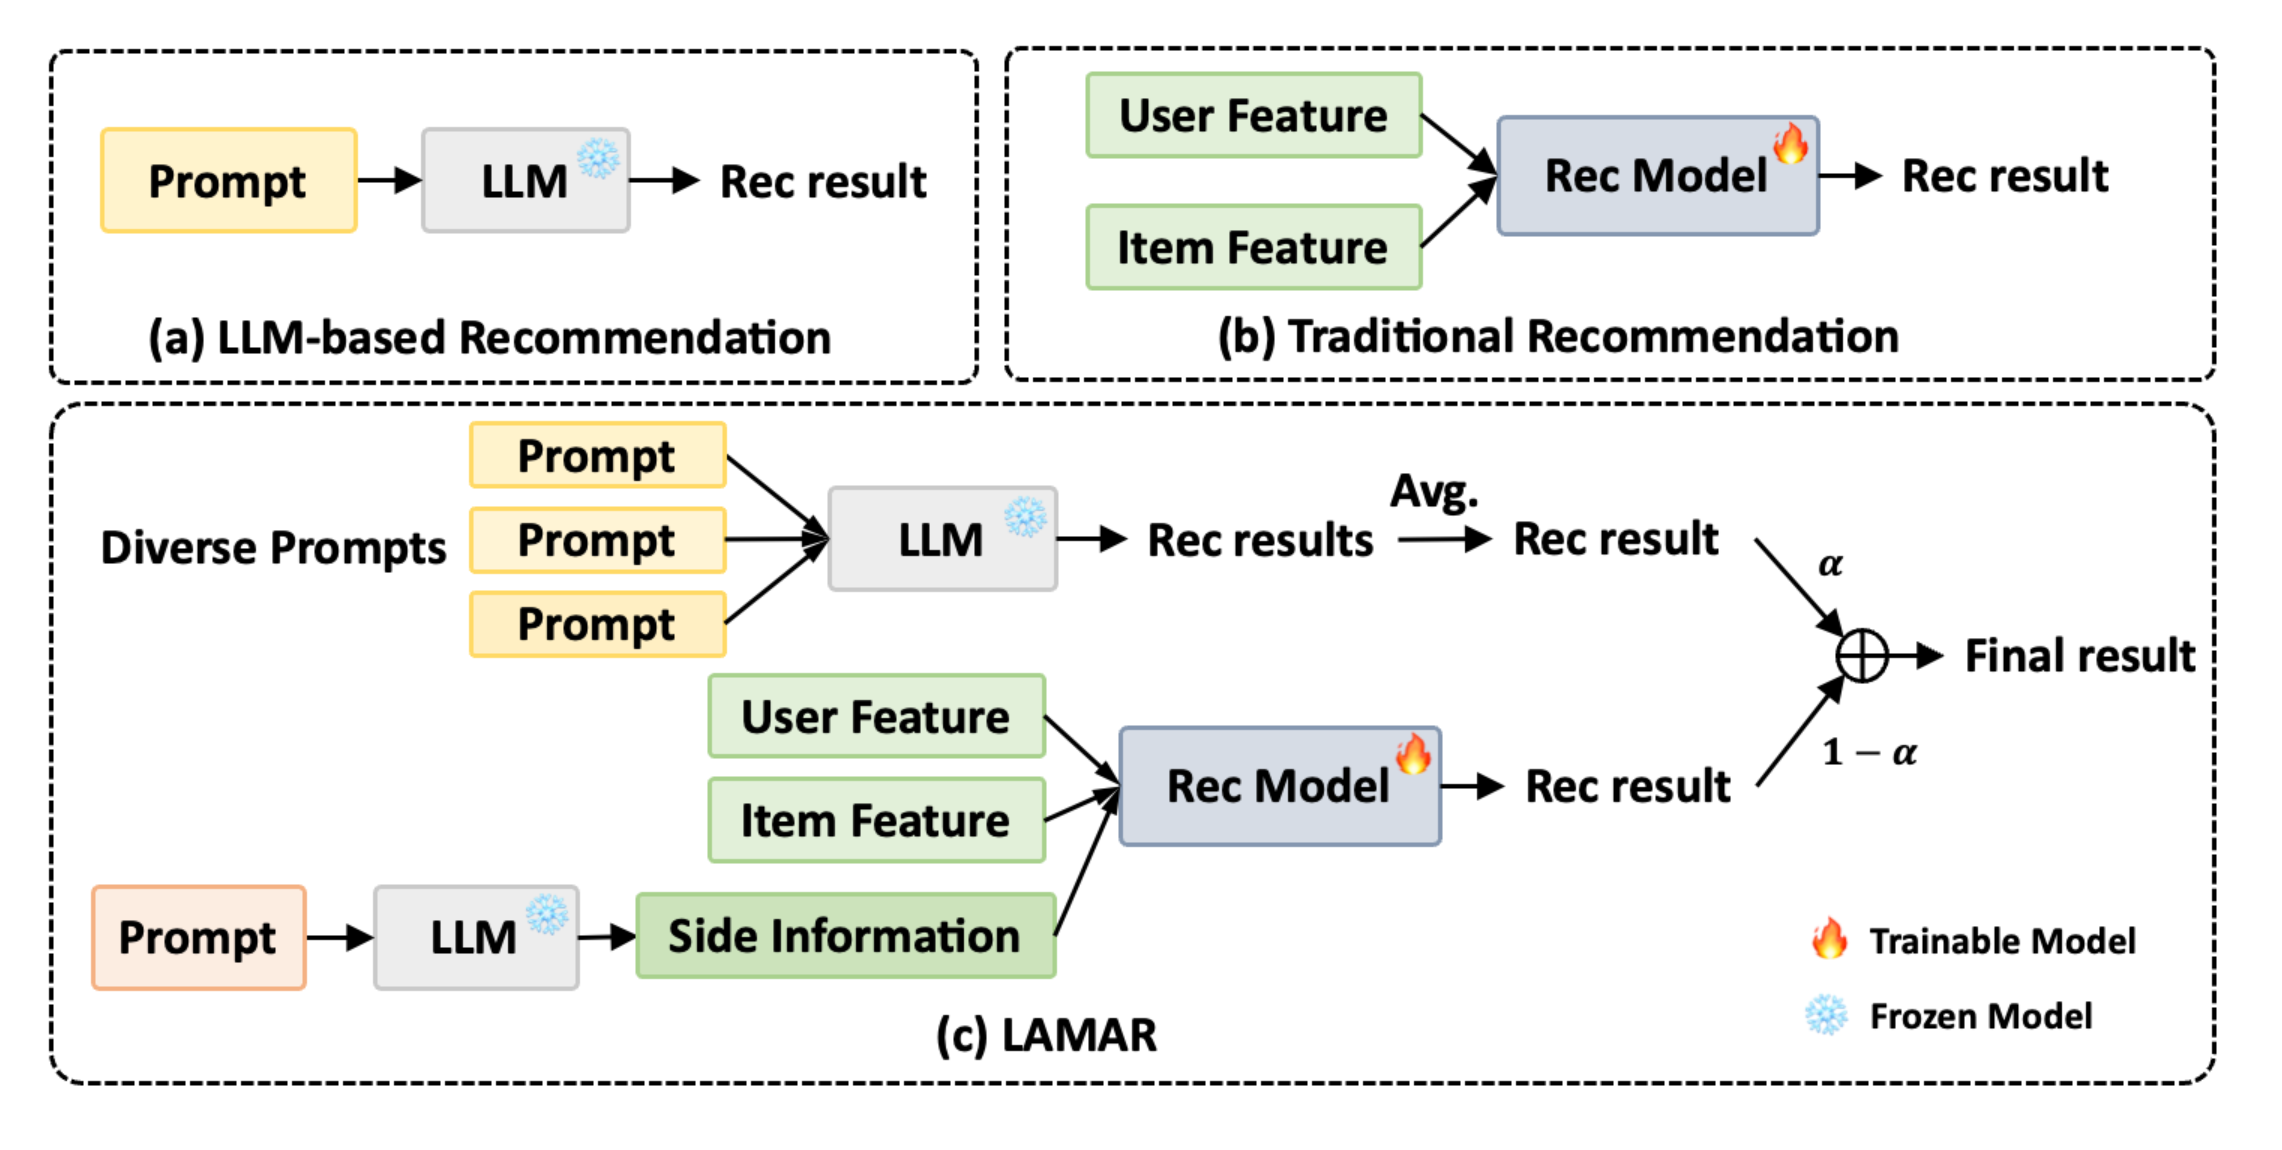 Prompt
LLM
Rec result
(a) LLM-based Recommendation
User Feature
Item Feature
Rec Model
Rec result
(b) Traditional Recommendation
Diverse Prompts
Prompt
Prompt
Prompt
LLM
Rec results
Avg.
Rec result
α
User Feature
Item Feature
Prompt
LLM
Side Information
Rec Model
Rec result
1 − α
Final result
Trainable Model
Frozen Model
(c) LAMAR